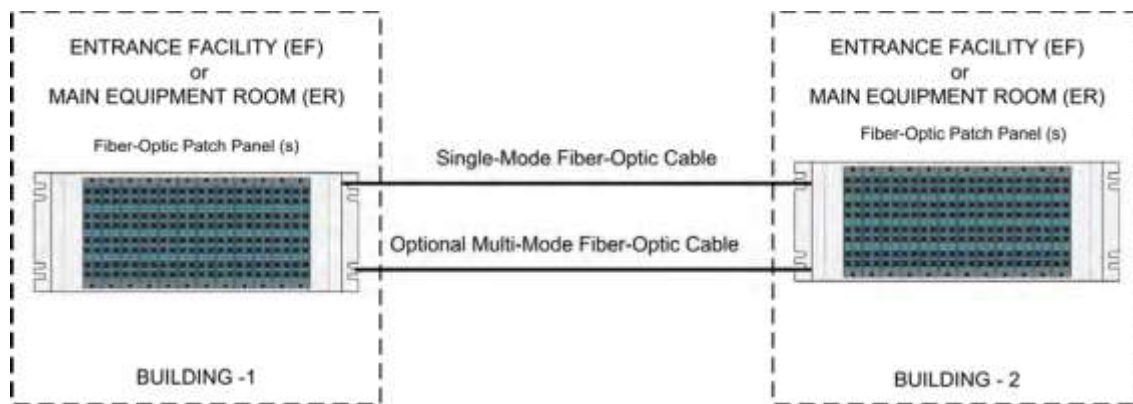 ENTRANCE FACILITY (EF)
or
MAIN EQUIPMENT ROOM (ER)
Fiber-Optic Patch Panel (s)
BUILDING -1
Single-Mode Fiber-Optic Cable
Optional Multi-Mode Fiber-Optic Cable
ENTRANCE FACILITY (EF)
or
MAIN EQUIPMENT ROOM (ER)
Fiber-Optic Patch Panel (s)
BUILDING - 2